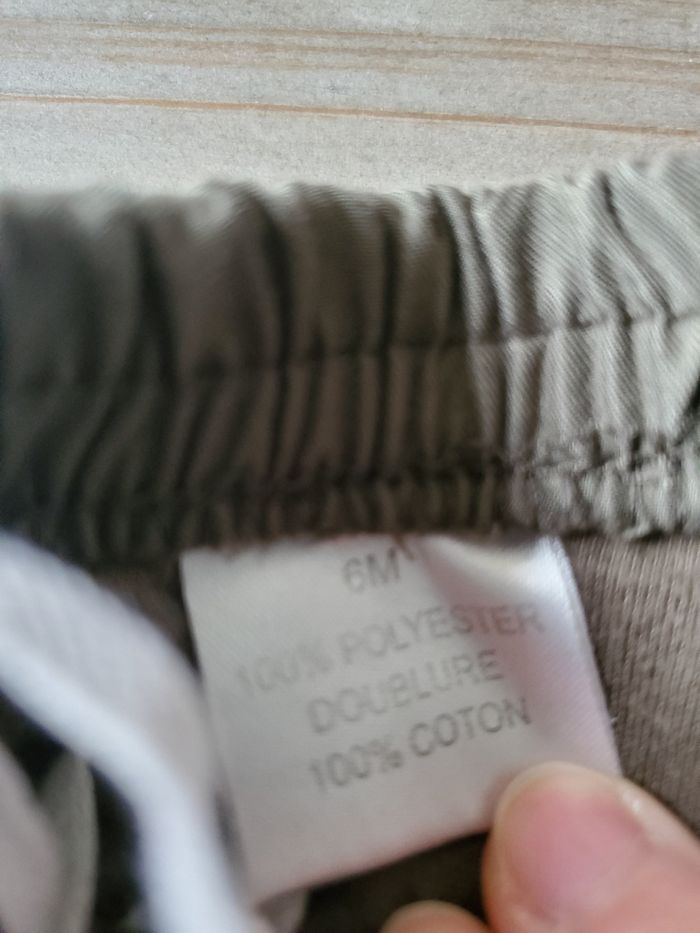 6M
100% POLYESTER
DOUBLURE
100% COTON